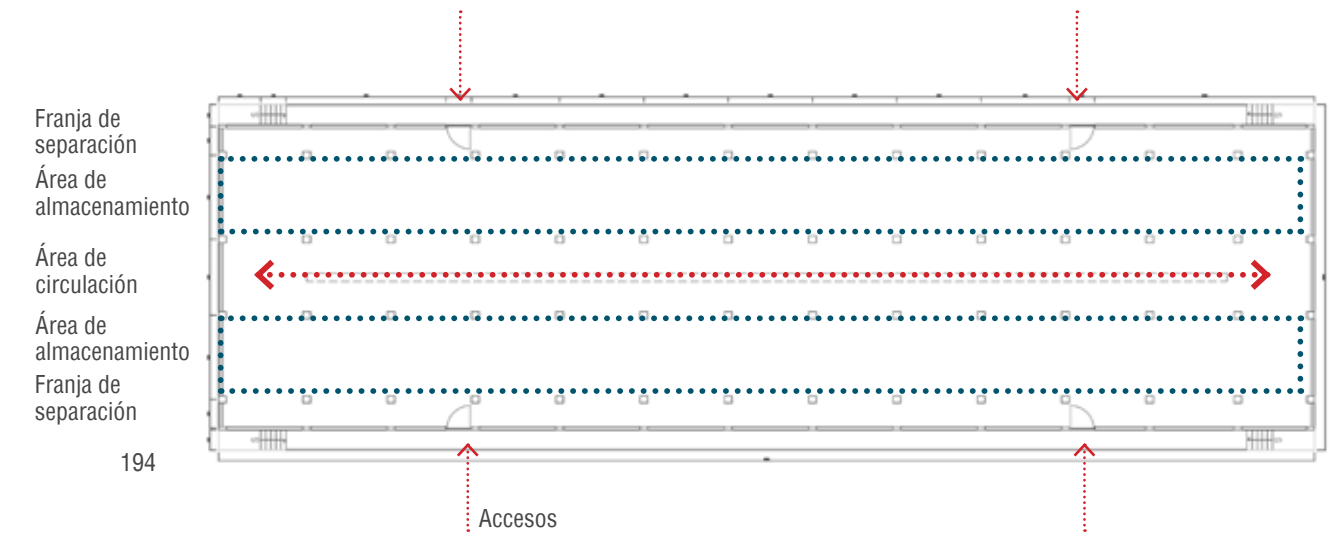 Franja de
separación
Área de
almacenamiento
Área de
circulación
Área de
almacenamiento
Franja de
separación
194
Accesos